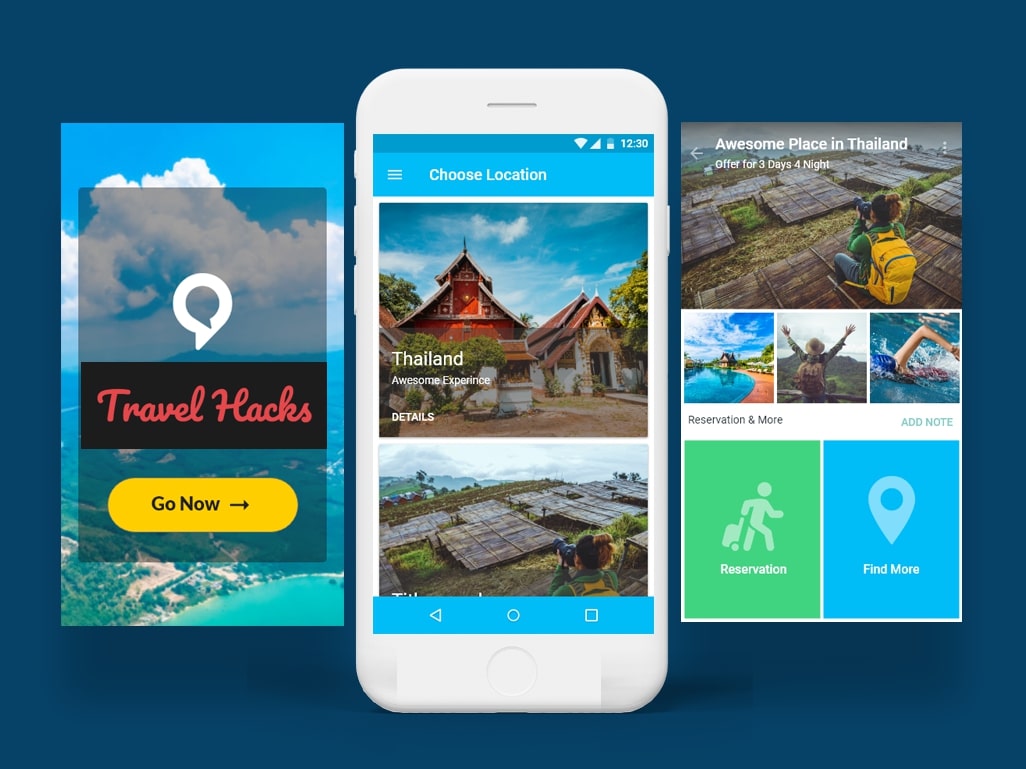 Travel Hacks
Go Now →
12:30
Choose Location
Thailand
Awesome Experince
DETAILS
Awesome Place in Thailand
Offer for 3 Days 4 Night
Reservation & More
ADD NOTE
Reservation
Find More